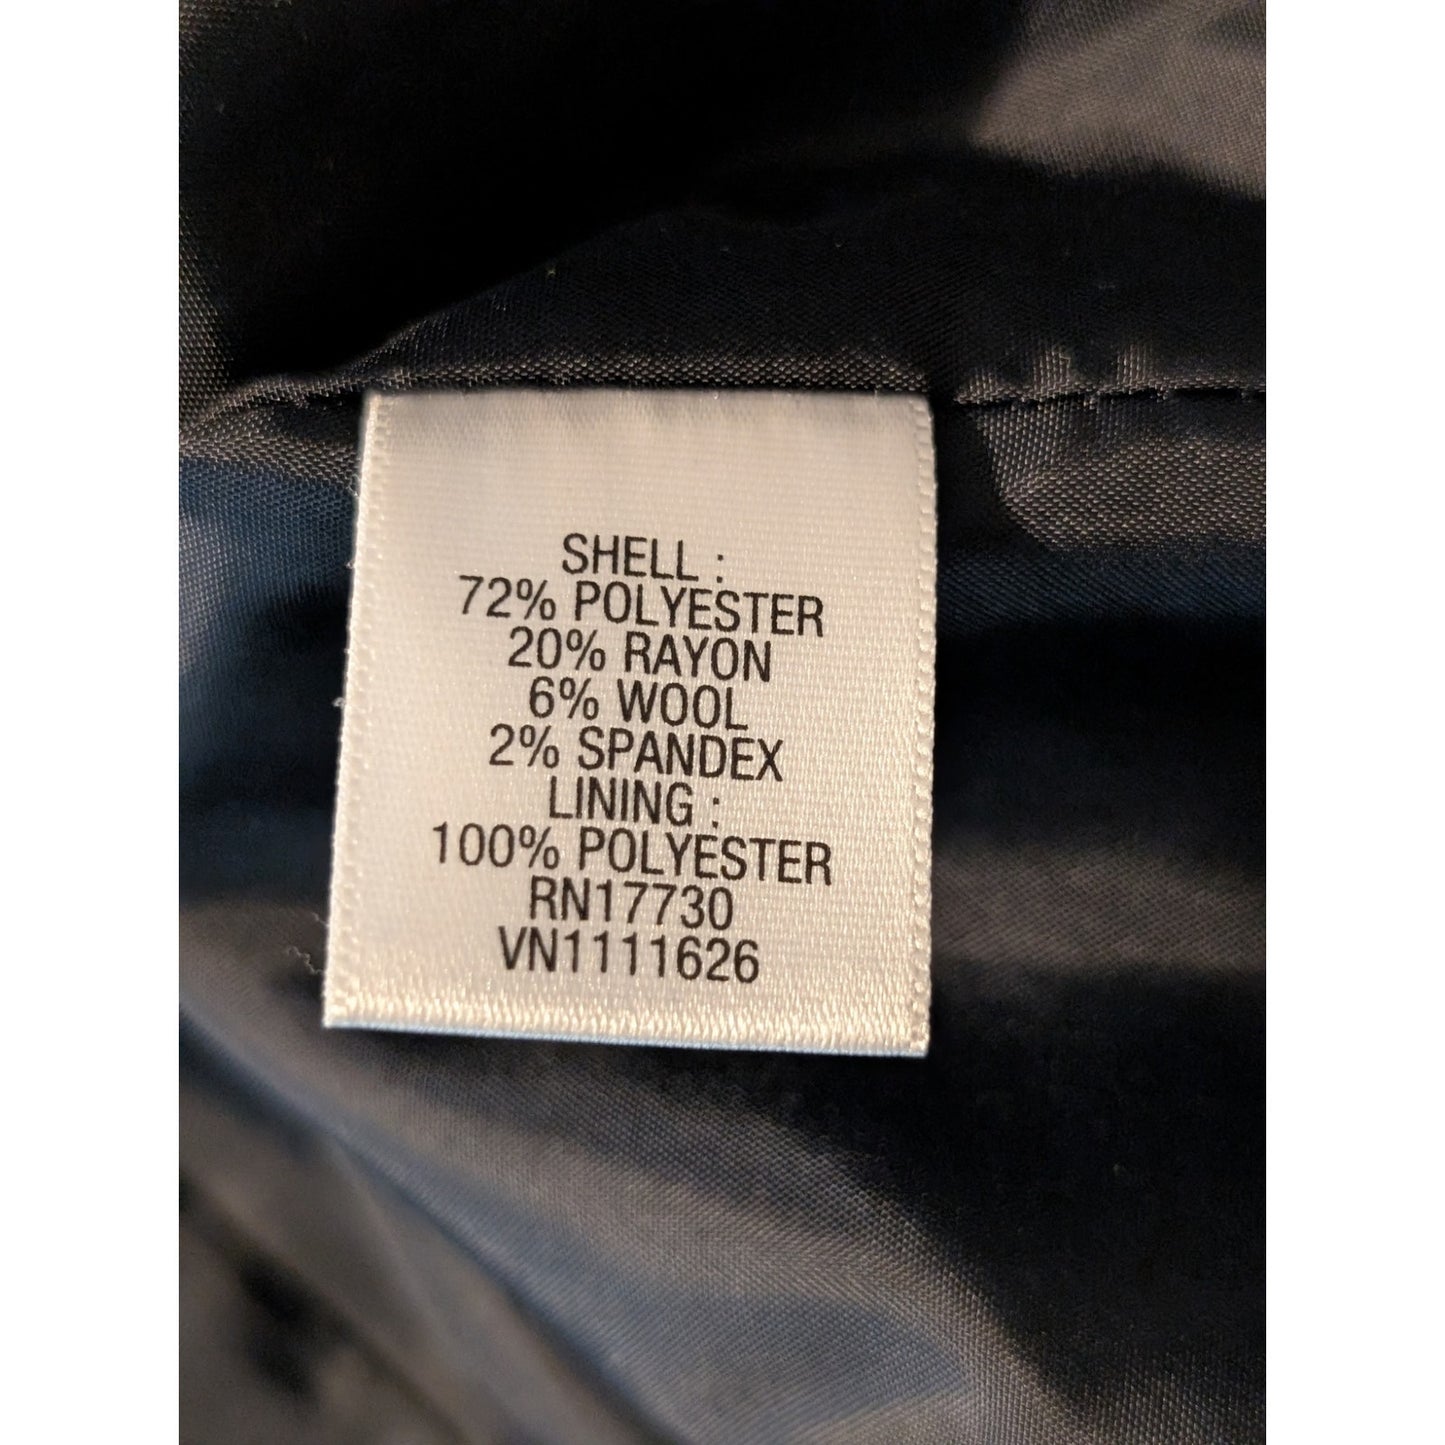 SHELL :
72% POLYESTER
20% RAYON
6% WOOL
2% SPANDEX
LINING :
100% POLYESTER
RN17730
VN1111626